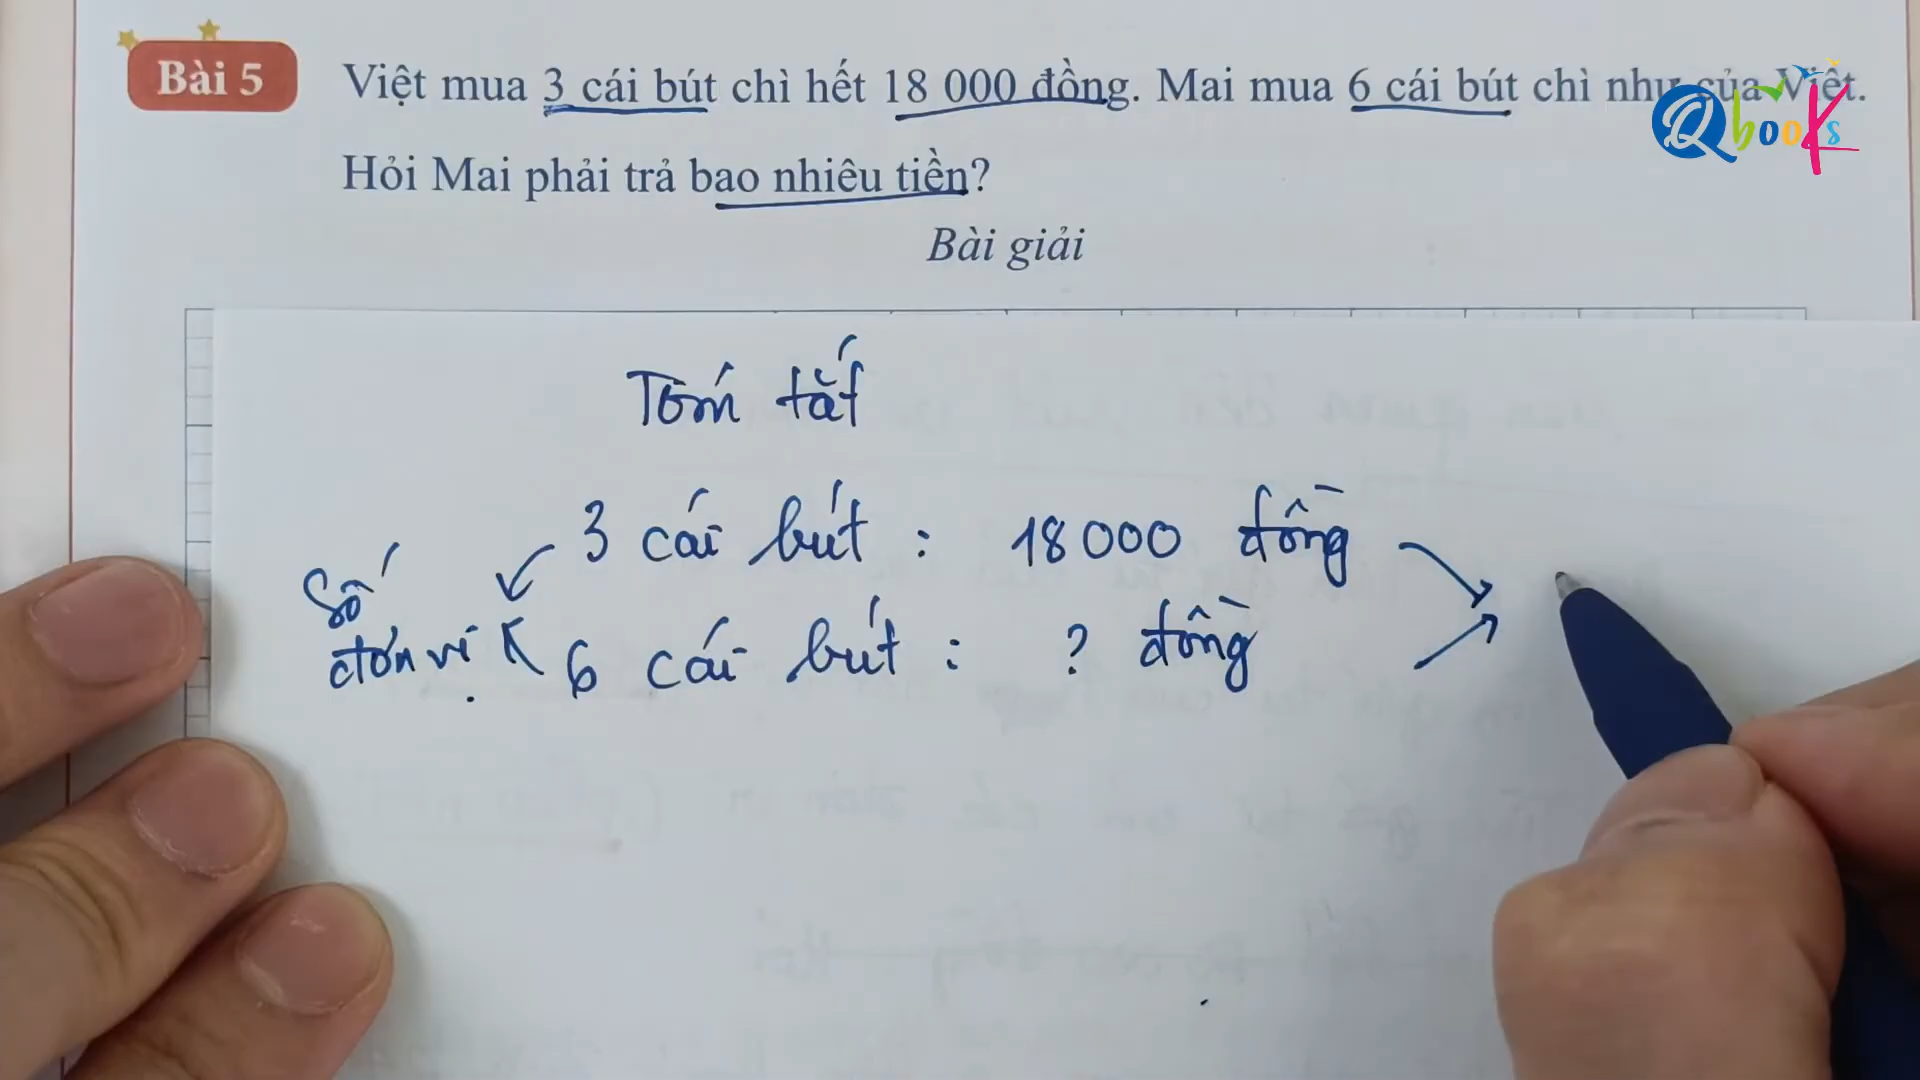 Bài 5
Việt mua 3 cái bút chì hết 18 000 đồng. Mai mua 6 cái bút chì như của Việt.
Hỏi Mai phải trả bao nhiêu tiền?
Qbooks
Bài giải
Tóm tắt
3 cái bút : 18000 đồng
Số
đơn vị
6 cái bút : ? đồng